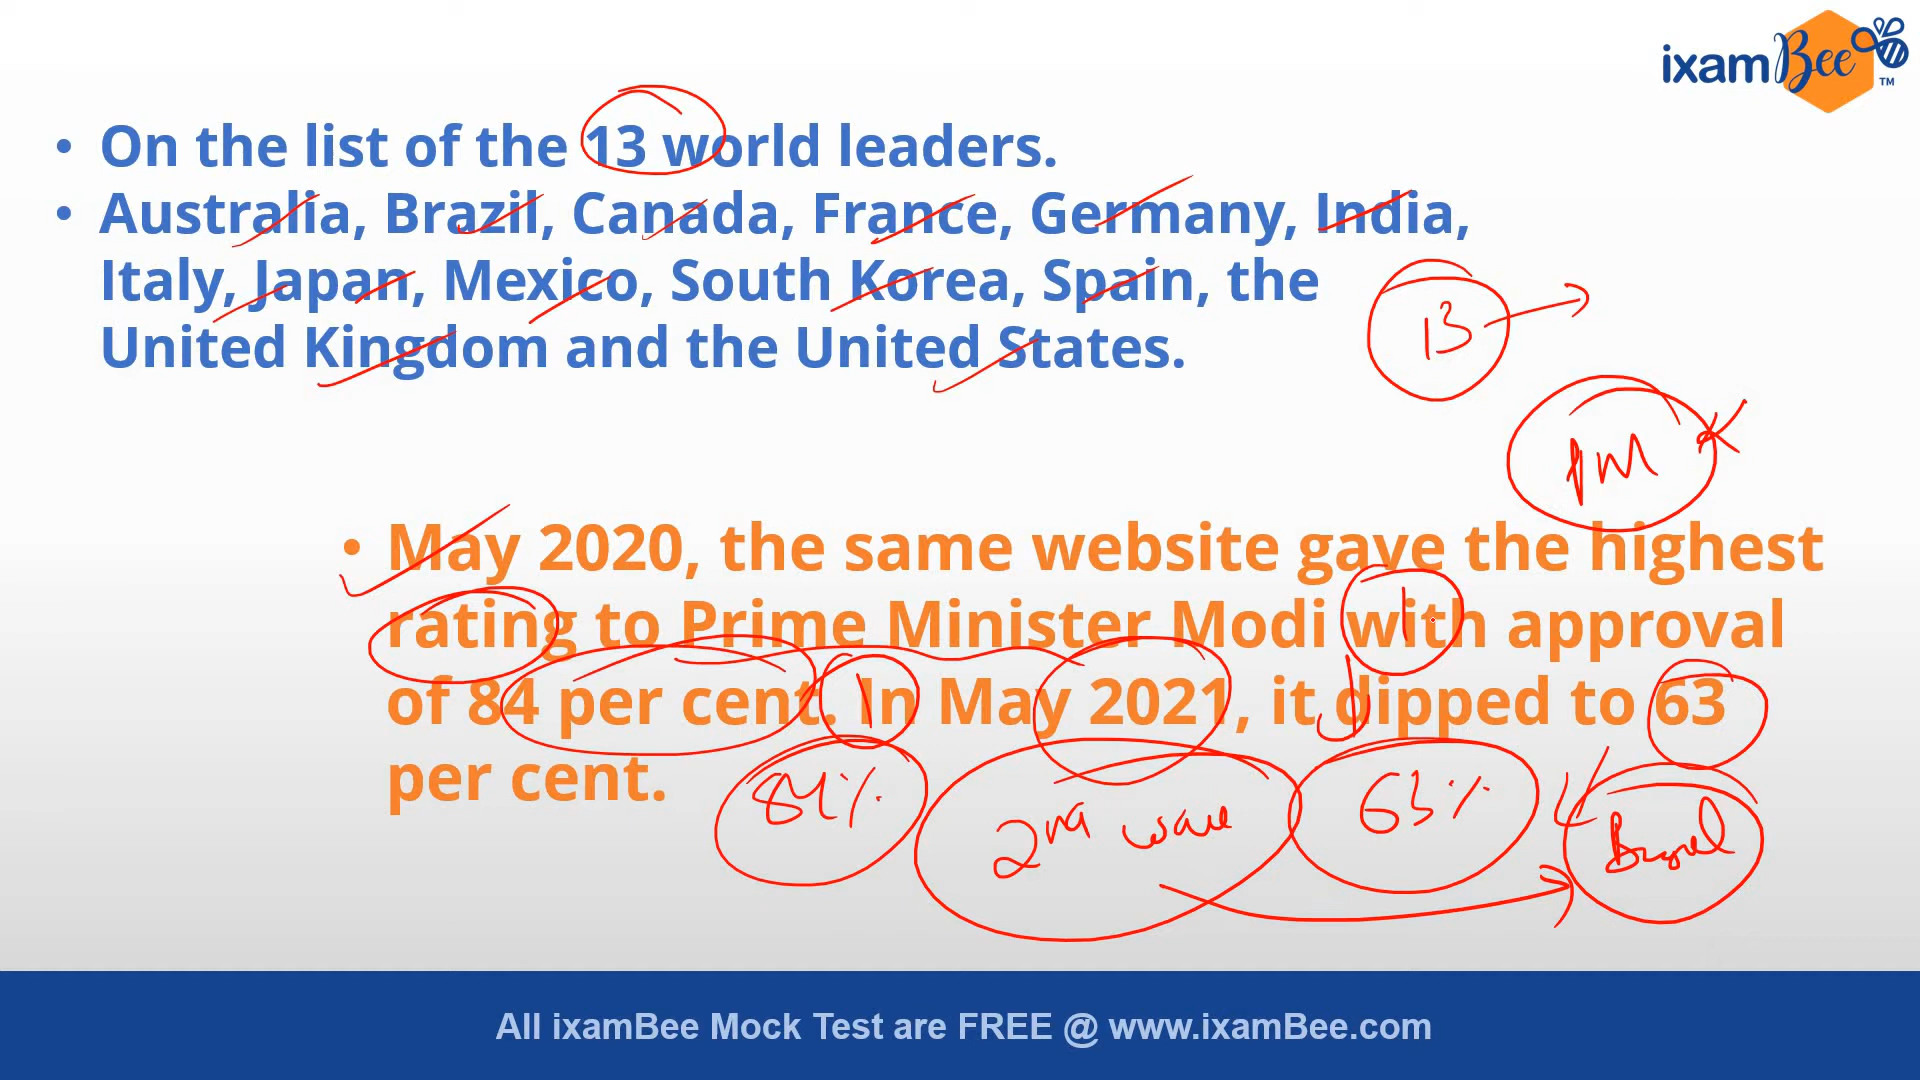 ixamBee
TM
• On the list of the 13 world leaders.
• Australia, Brazil, Canada, France, Germany, India,
Italy, Japan, Mexico, South Korea, Spain, the
United Kingdom and the United States.
13
PM
• May 2020, the same website gave the highest
rating to Prime Minister Modi with approval
of 84 per cent. In May 2021, it dipped to 63
per cent.
1
1
84%
2nd wave
63%
All ixamBee Mock Test are FREE @ www.ixamBee.com